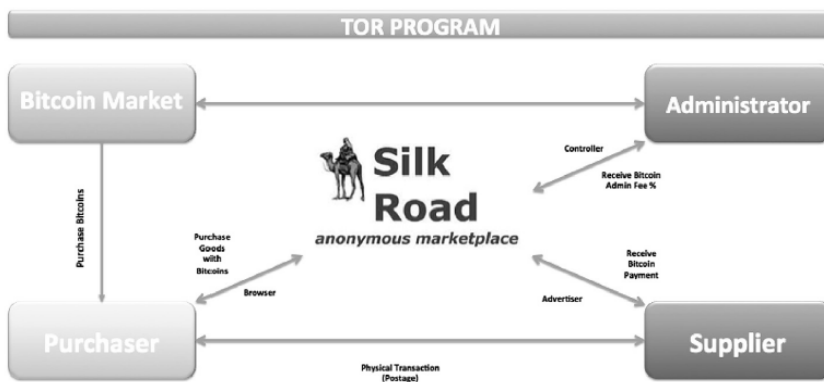 TOR PROGRAM
Bitcoin Market
Administrator
Silk
Road
anonymous marketplace
Controller
Receive Bitcoin
Admin Fee %
Purchase Bitcoins
Purchase
Goods
with
Bitcoins
Browser
Receive
Bitcoin
Payment
Advertiser
Purchaser
Supplier
Physical Transaction
(Postage)